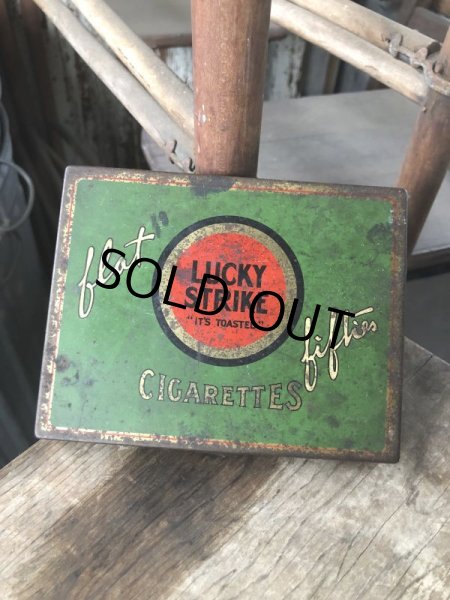 flat
LUCKY
STRIKE
"IT'S TOASTED"
SOLD OUT
fifties
CIGARETTES